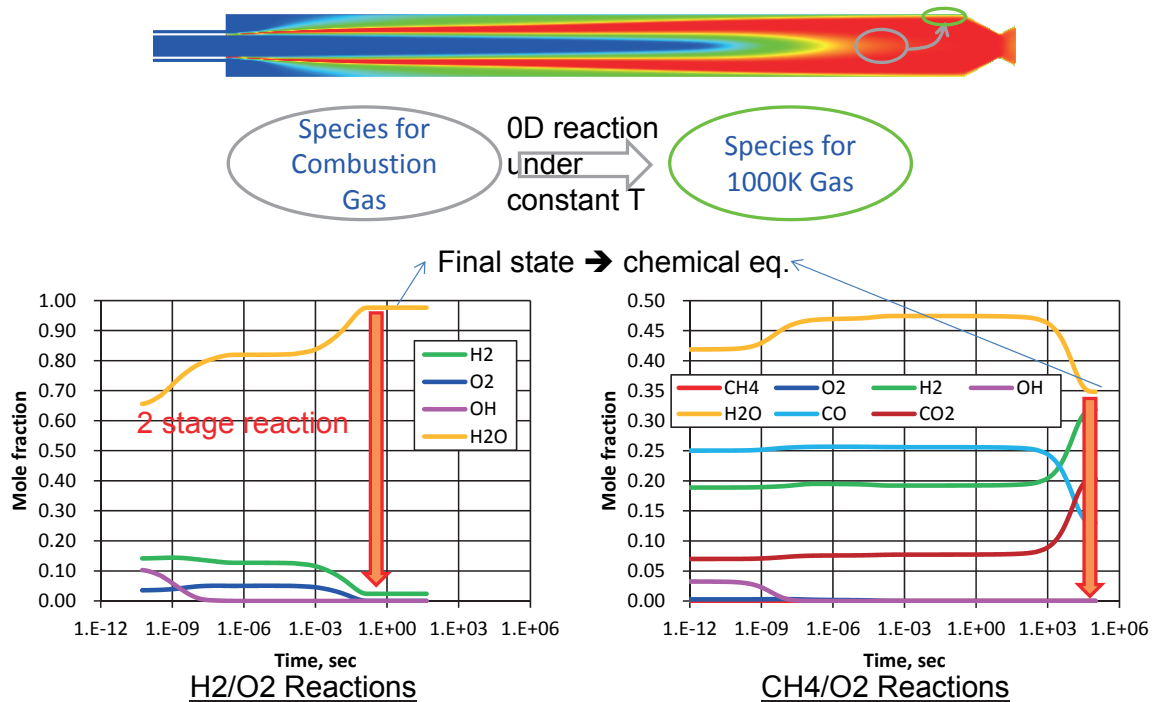 Species for
Combustion
Gas
0D reaction
under
constant T
Species for
1000K Gas
Final state ➔ chemical eq.
1.00
0.90
0.80
0.70
0.60
0.50
0.40
0.30
0.20
0.10
0.00
Mole fraction
H2
O2
OH
H2O
2 stage reaction
1.E-12 1.E-09 1.E-06 1.E-03 1.E+00 1.E+03 1.E+06
Time, sec
H2/O2 Reactions
0.50
0.45
0.40
0.35
0.30
0.25
0.20
0.15
0.10
0.05
0.00
Mole fraction
CH4 O2 H2 OH
H2O CO CO2
1.E-12 1.E-09 1.E-06 1.E-03 1.E+00 1.E+03 1.E+06
Time, sec
CH4/O2 Reactions